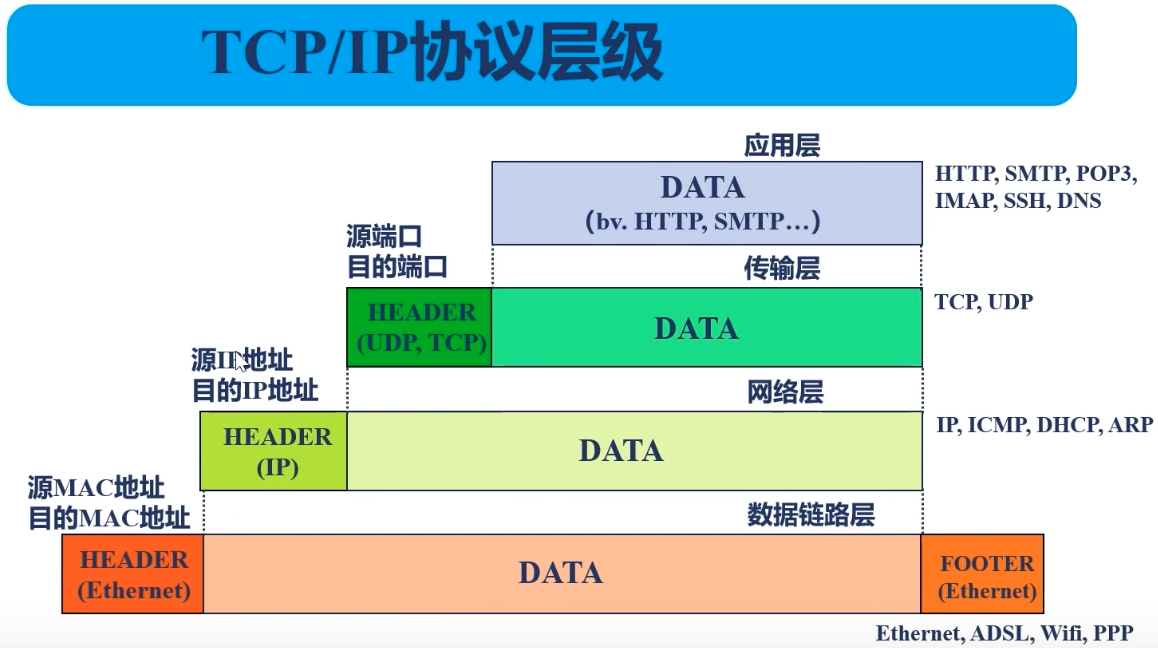 TCP/IP协议层级
应用层
DATA
(bv. HTTP, SMTP…)
HTTP, SMTP, POP3,
IMAP, SSH, DNS
源端口
目的端口
传输层
HEADER
(UDP, TCP)
DATA
TCP, UDP
源IP地址
目的IP地址
网络层
HEADER
(IP)
DATA
IP, ICMP, DHCP, ARP
源MAC地址
目的MAC地址
数据链路层
HEADER
(Ethernet)
DATA
FOOTER
(Ethernet)
Ethernet, ADSL, Wifi, PPP